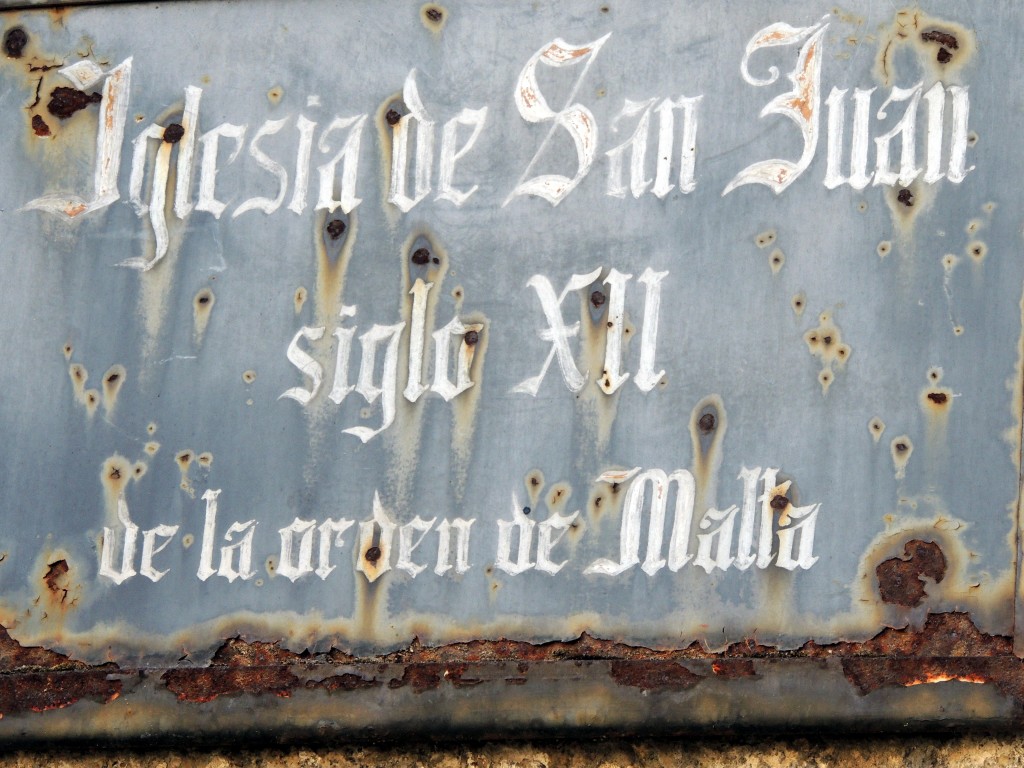 Iglesia de San Juan
siglo XII
de la orden de Malta